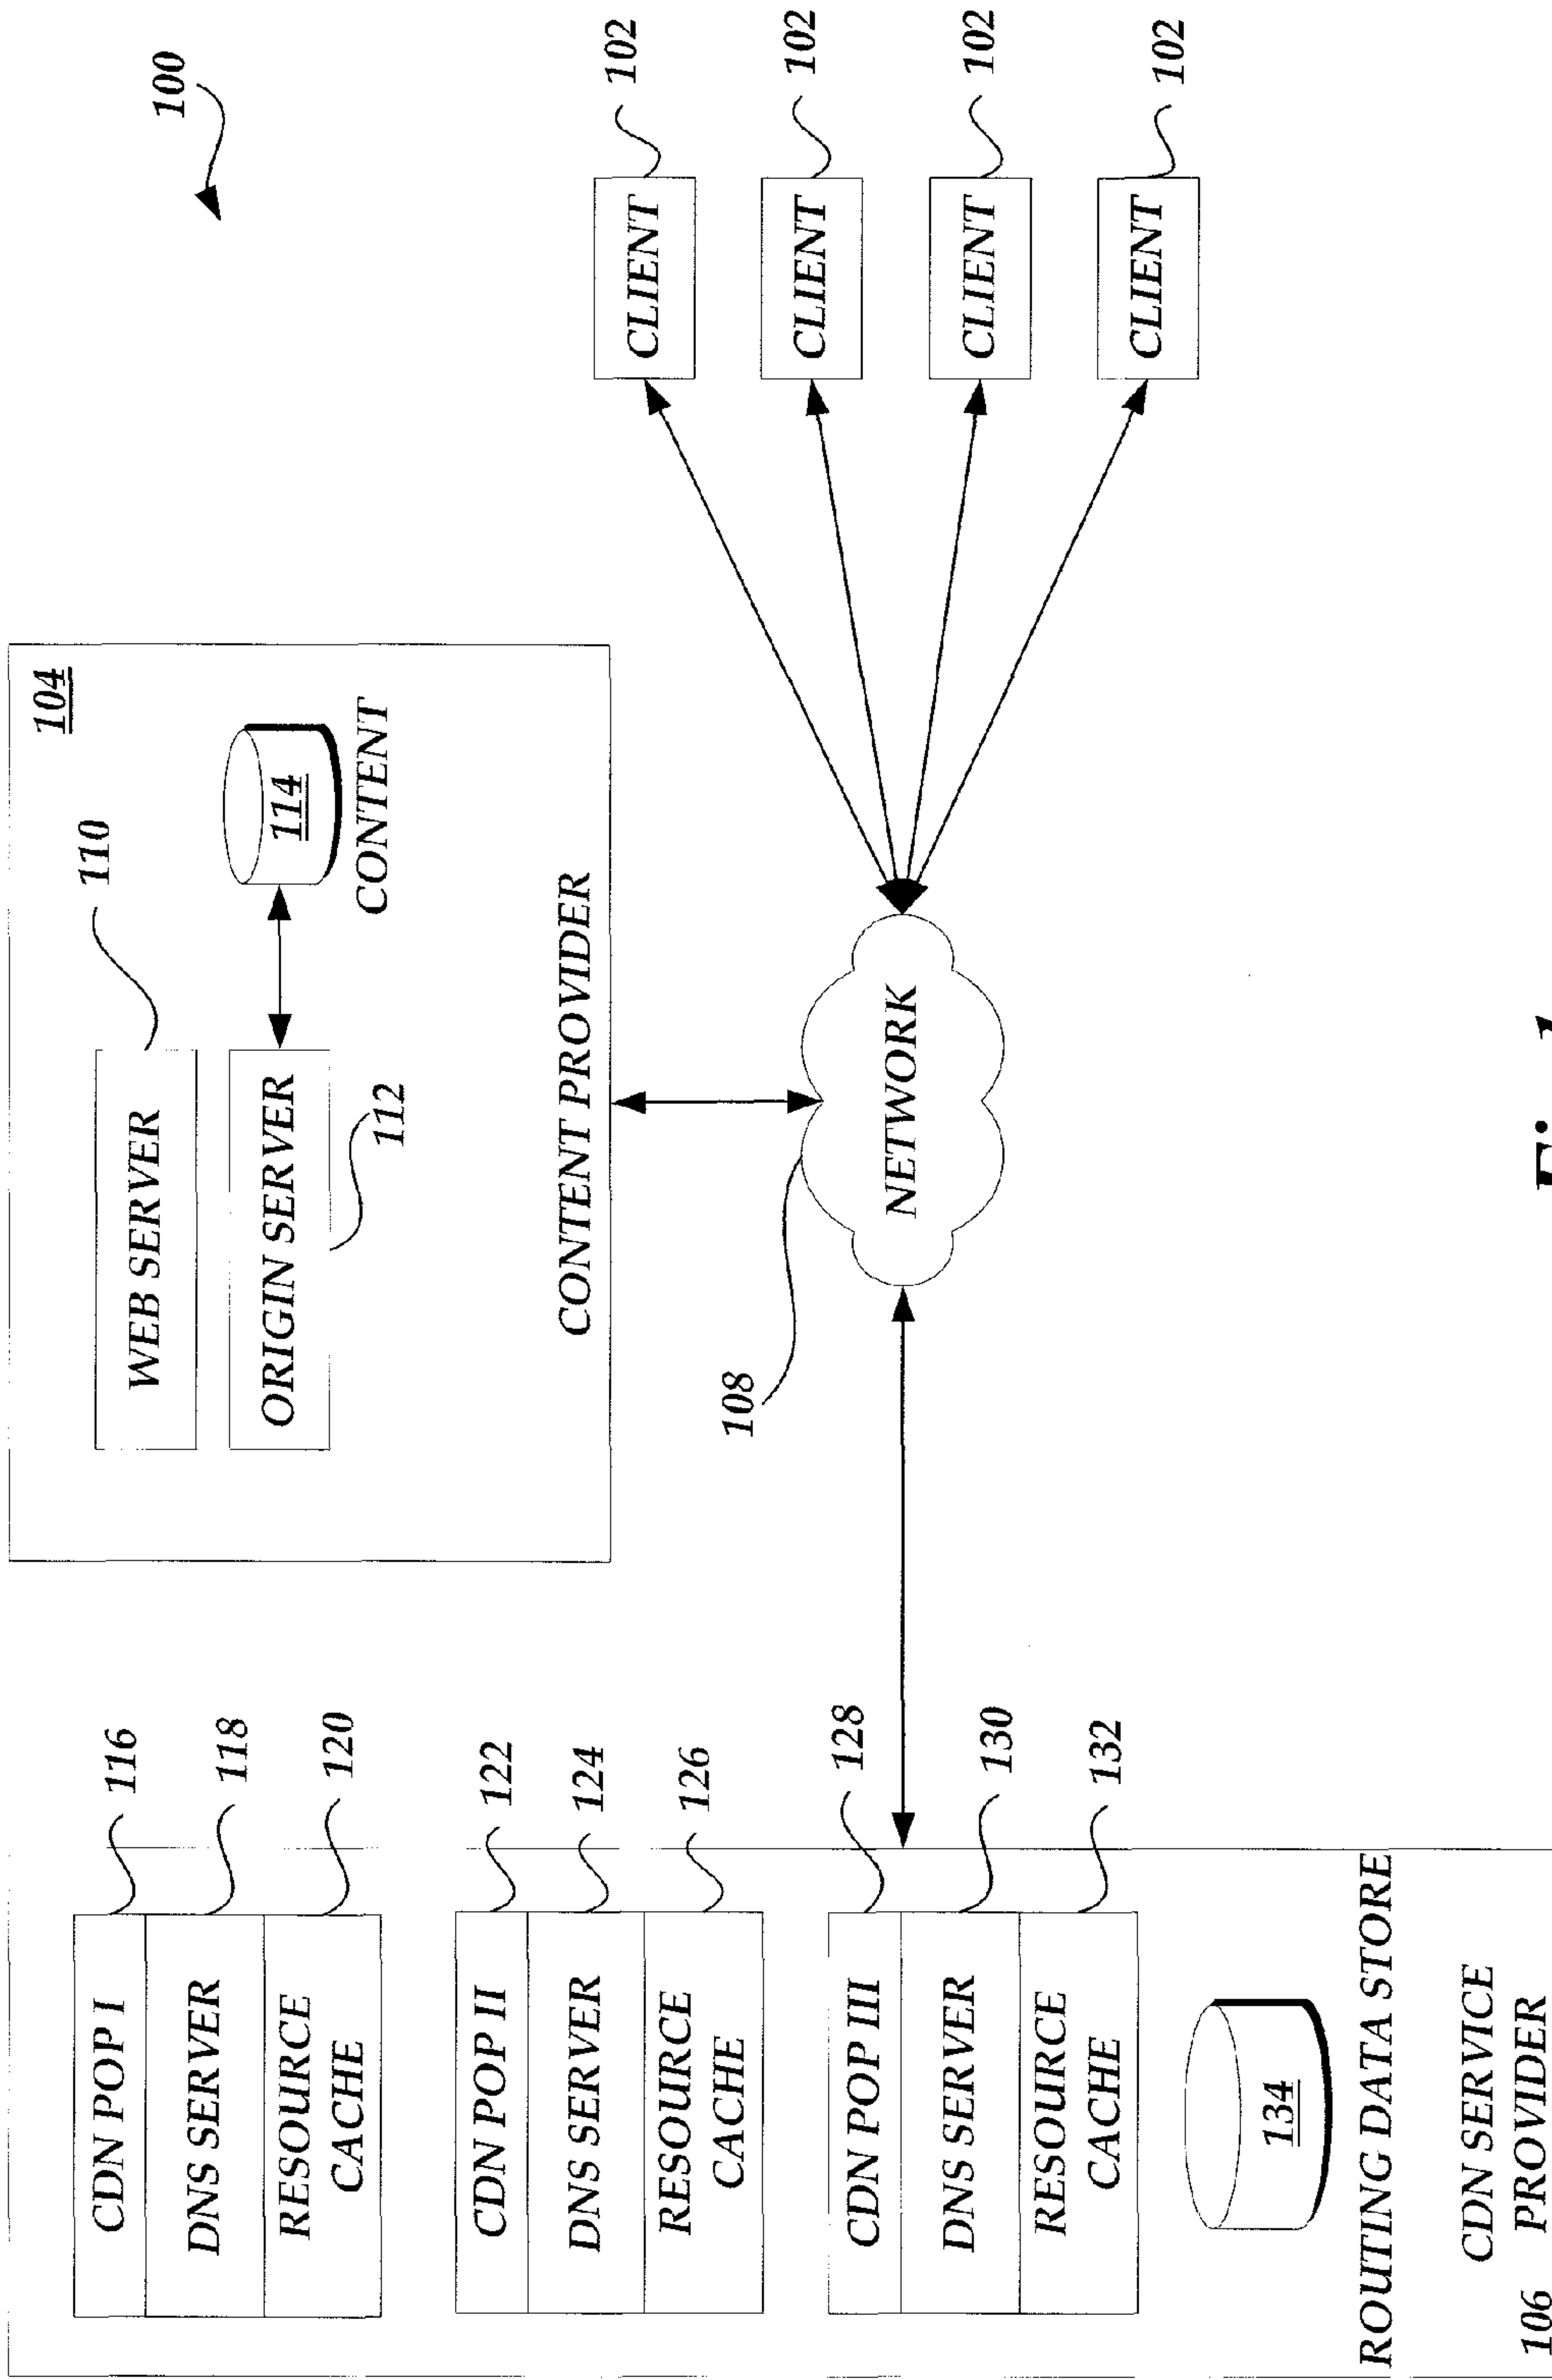 100
CDN POP I
116
DNS SERVER
118
RESOURCE
CACHE
120
CDN POP II
122
DNS SERVER
124
RESOURCE
CACHE
126
CDN POP III
128
DNS SERVER
130
RESOURCE
CACHE
132
134
ROUTING DATA STORE
CDN SERVICE
PROVIDER
106
104
WEB SERVER
110
ORIGIN SERVER
112
114
CONTENT
CONTENT PROVIDER
108
NETWORK
CLIENT
102
CLIENT
102
CLIENT
102
CLIENT
102